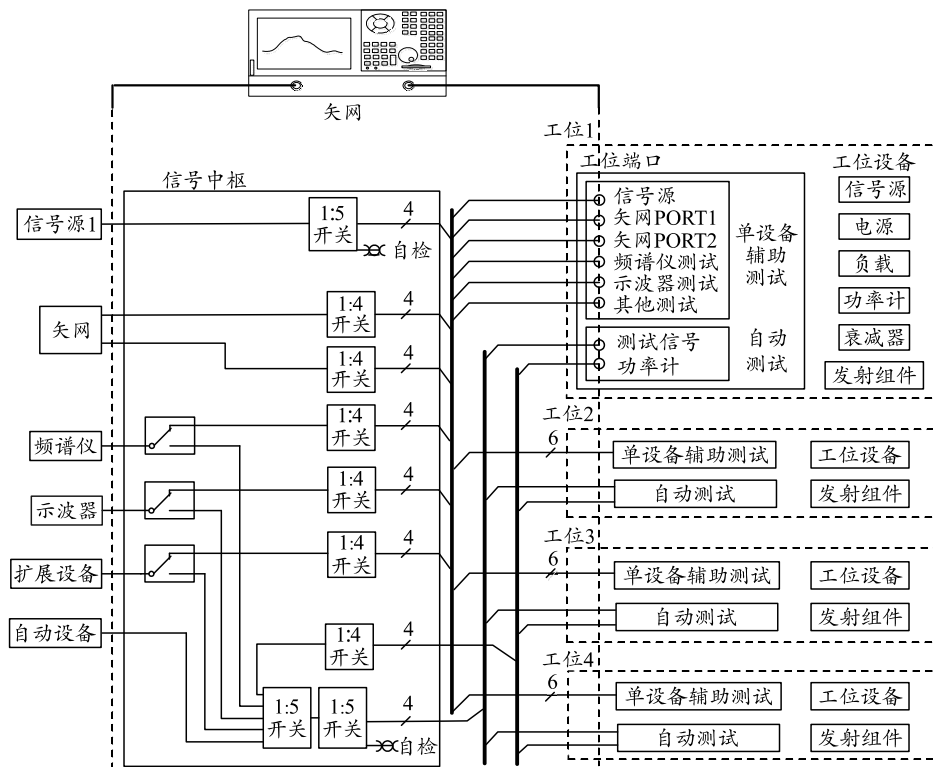 矢网
工位1
工位端口
工位设备
信号中枢
信号源
矢网PORT1
矢网PORT2
频谱仪测试
示波器测试
其他测试
单设备
辅助
测试
测试信号
功率计
自动
测试
信号源
电源
负载
功率计
衰减器
发射组件
信号源1
1:5
开关
4
自检
矢网
1:4
开关
4
1:4
开关
4
频谱仪
1:4
开关
4
示波器
1:4
开关
4
扩展设备
1:4
开关
4
自动设备
1:4
开关
4
1:5
开关
1:5
开关
4
自检
工位2
6
单设备辅助测试
工位设备
自动测试
发射组件
工位3
6
单设备辅助测试
工位设备
自动测试
发射组件
工位4
6
单设备辅助测试
工位设备
自动测试
发射组件